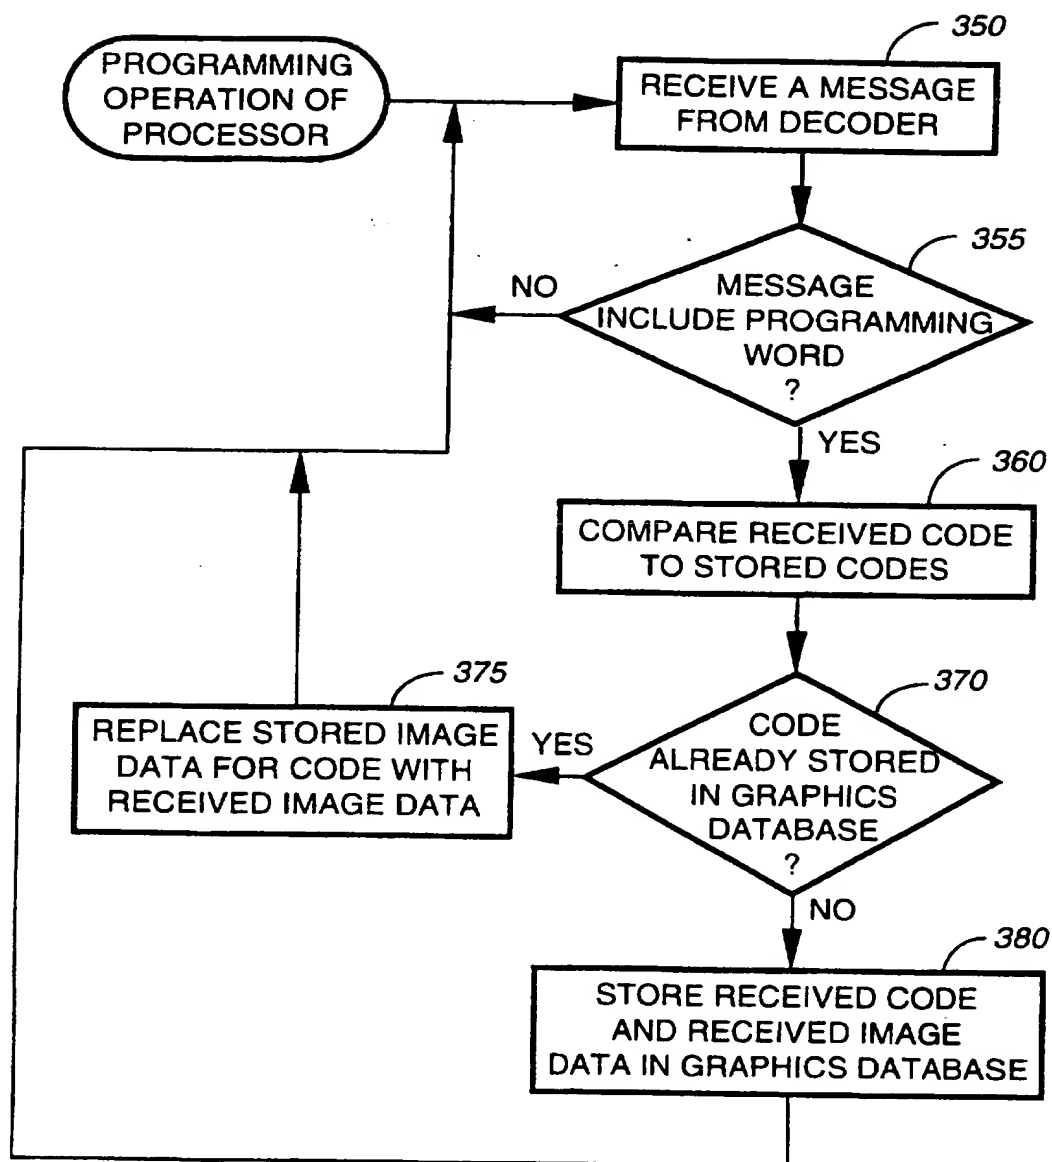 PROGRAMMING
OPERATION OF
PROCESSOR
350
RECEIVE A MESSAGE
FROM DECODER
355
MESSAGE
INCLUDE PROGRAMMING
WORD
?
NO
YES
360
COMPARE RECEIVED CODE
TO STORED CODES
370
CODE
ALREADY STORED
IN GRAPHICS
DATABASE
?
YES
375
REPLACE STORED IMAGE
DATA FOR CODE WITH
RECEIVED IMAGE DATA
NO
380
STORE RECEIVED CODE
AND RECEIVED IMAGE
DATA IN GRAPHICS DATABASE